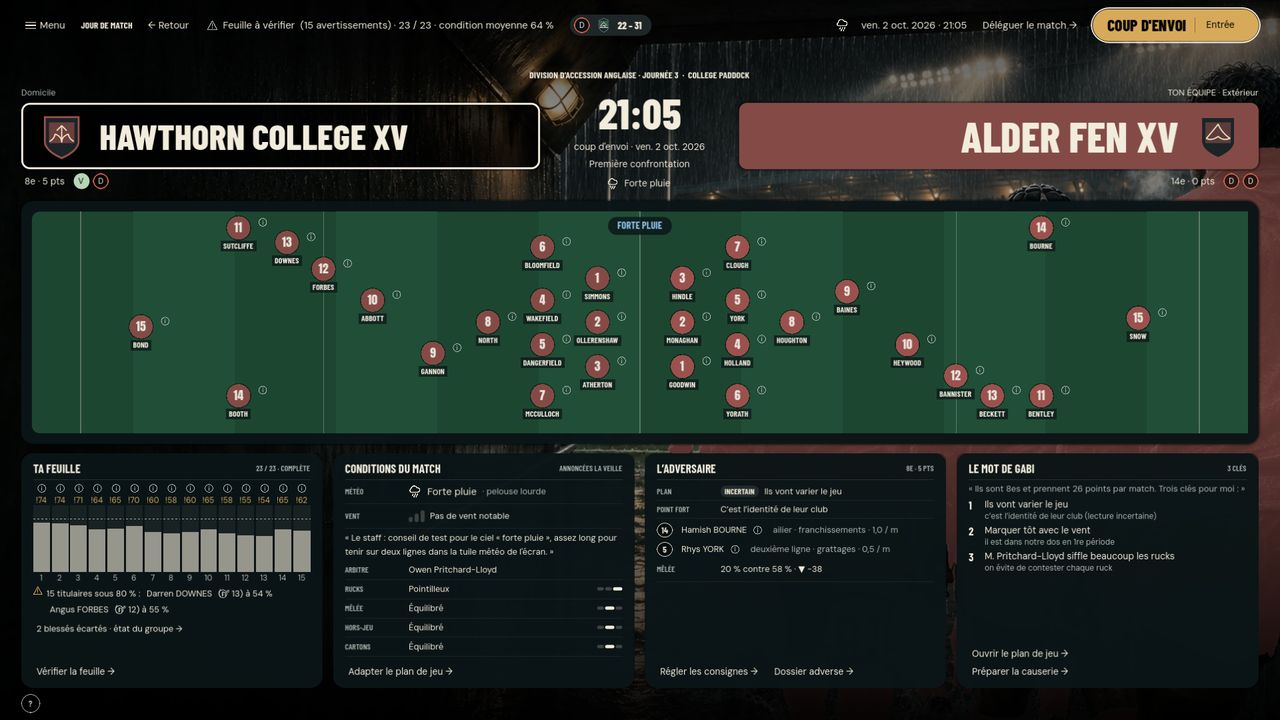 Menu JOUR DE MATCH ← Retour Feuille à vérifier (15 avertissements) · 23 / 23 · condition moyenne 64 % D 22 – 31 ven. 2 oct. 2026 · 21:05 Déléguer le match → COUP D'ENVOI Entrée
DIVISION D'ACCESSION ANGLAISE · JOURNÉE 3 · COLLEGE PADDOCK
Domicile
TON ÉQUIPE · Extérieur
HAWTHORN COLLEGE XV
21:05
ALDER FEN XV
coup d'envoi · ven. 2 oct. 2026
Première confrontation
8e · 5 pts V D
Forte pluie
14e · 0 pts D D
FORTE PLUIE
11 SUTCLIFFE
13 DOWNES
12 FORBES
10 ABBOTT
15 BOND
14 BOOTH
9 GANNON
8 NORTH
6 BLOOMFIELD
4 WAKEFIELD
5 DANGERFIELD
7 MCCULLOCH
1 SIMMONS
2 OLLERENSHAW
3 ATHERTON
3 HINDLE
2 MONAGHAN
1 GOODWIN
7 CLOUGH
5 YORK
4 HOLLAND
6 YORATH
8 HOUGHTON
9 BAINES
10 HEYWOOD
12 BANNISTER
13 BECKETT
11 BENTLEY
14 BOURNE
15 SNOW
TA FEUILLE 23 / 23 · COMPLÈTE
!74 !74 !71 !64 !65 !70 !60 !58 !60 !65 !58 !55 !54 !65 !62
1 2 3 4 5 6 7 8 9 10 11 12 13 14 15
15 titulaires sous 80 % : Darren DOWNES (13) à 54 %
Angus FORBES (12) à 55 %
2 blessés écartés · état du groupe →
Vérifier la feuille →
CONDITIONS DU MATCH ANNONCÉES LA VEILLE
MÉTÉO Forte pluie · pelouse lourde
VENT Pas de vent notable
« Le staff : conseil de test pour le ciel « forte pluie », assez long pour
tenir sur deux lignes dans la tuile météo de l'écran. »
ARBITRE Owen Pritchard-Lloyd
RUCKS Pointilleux
MÊLÉE Équilibré
HORS-JEU Équilibré
CARTONS Équilibré
Adapter le plan de jeu →
L'ADVERSAIRE 8E · 5 PTS
PLAN INCERTAIN Ils vont varier le jeu
POINT FORT C'est l'identité de leur club
14 Hamish BOURNE ailier · franchissements · 1,0 / m
5 Rhys YORK deuxième ligne · grattages · 0,5 / m
MÊLÉE 20 % contre 58 % · ▼ −38
Régler les consignes → Dossier adverse →
LE MOT DE GABI 3 CLÉS
« Ils sont 8es et prennent 26 points par match. Trois clés pour moi : »
1 Ils vont varier le jeu
c'est l'identité de leur club (lecture incertaine)
2 Marquer tôt avec le vent
il est dans notre dos en 1re période
3 M. Pritchard-Lloyd siffle beaucoup les rucks
on évite de contester chaque ruck
Ouvrir le plan de jeu →
Préparer la causerie →
?